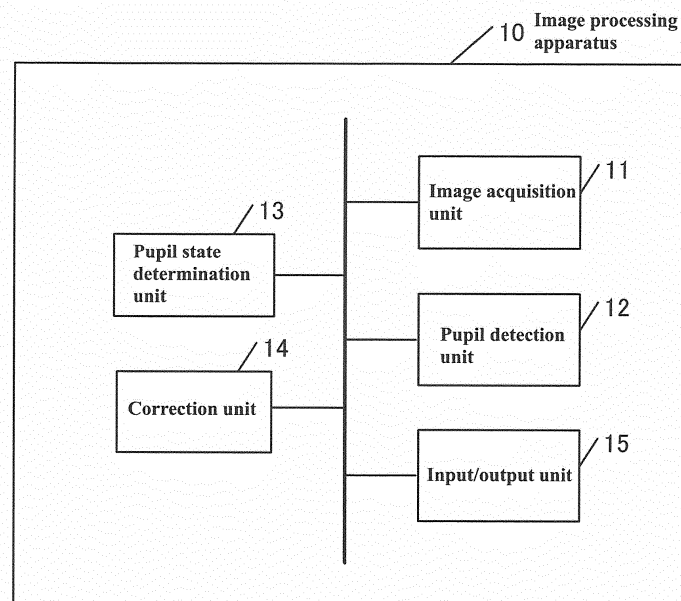 10 Image processing
apparatus
11
Image acquisition
unit
13
Pupil state
determination
unit
12
Pupil detection
unit
14
Correction unit
15
Input/output unit